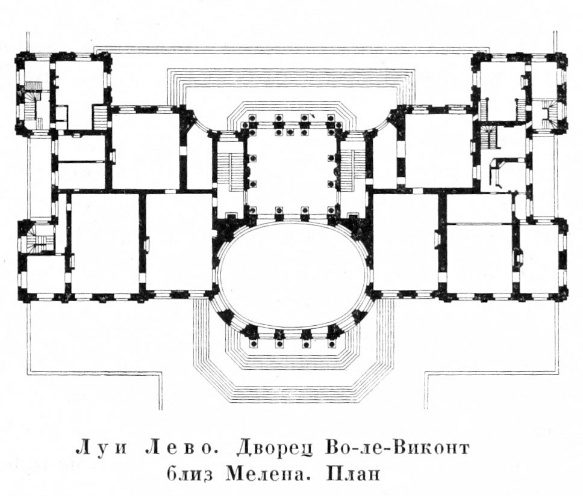 Луи Лево. Дворец Во-ле-Виконт
близ Мелена. План